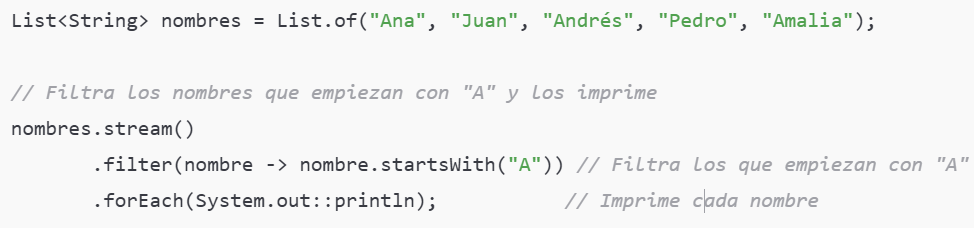 List<String> nombres = List.of("Ana", "Juan", "Andrés", "Pedro", "Amalia");
// Filtra los nombres que empiezan con "A" y los imprime
nombres.stream()
.filter(nombre -> nombre.startsWith("A")) // Filtra los que empiezan con "A"
.forEach(System.out::println); // Imprime cada nombre